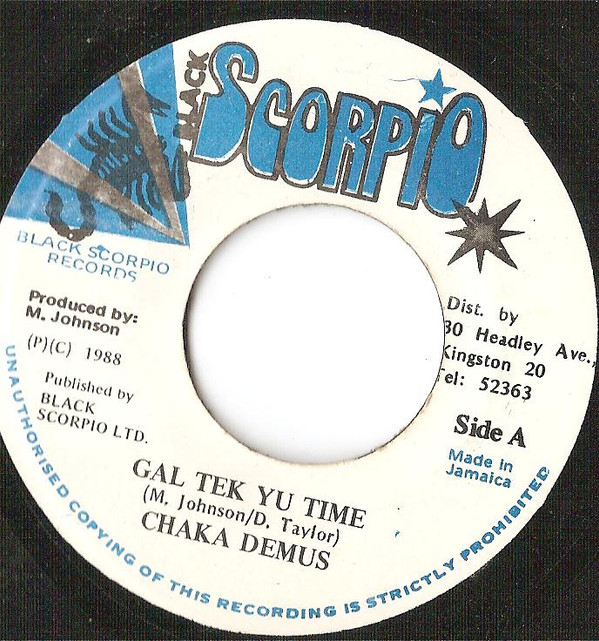 BLACK
SCORPIO
BLACK SCORPIO
RECORDS
Produced by:
M. Johnson
(P)(C) 1988
Published by
BLACK
SCORPIO LTD.
Dist. by
30 Headley Ave.,
Kingston 20
Tel: 52363
Side A
Made in
Jamaica
GAL TEK YU TIME
(M. Johnson/D. Taylor)
CHAKA DEMUS
UNAUTHORISED COPYING OF THIS RECORDING IS STRICTLY PROHIBITED